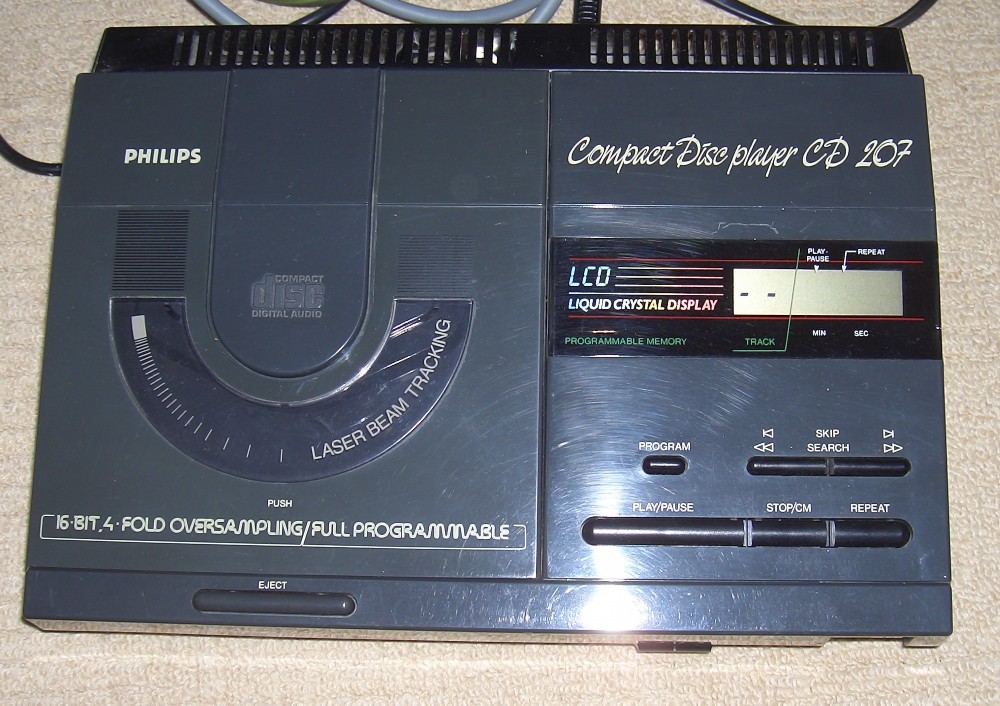 PHILIPS
COMPACT
disc
DIGITAL AUDIO
LASER BEAM TRACKING
PUSH
16·BIT, 4·FOLD OVERSAMPLING/FULL PROGRAMMABLE
EJECT
Compact Disc player CD 207
PLAY·
PAUSE
REPEAT
LCD
LIQUID CRYSTAL DISPLAY
- -
MIN SEC
PROGRAMMABLE MEMORY TRACK
SKIP
PROGRAM SEARCH
PLAY/PAUSE STOP/CM REPEAT